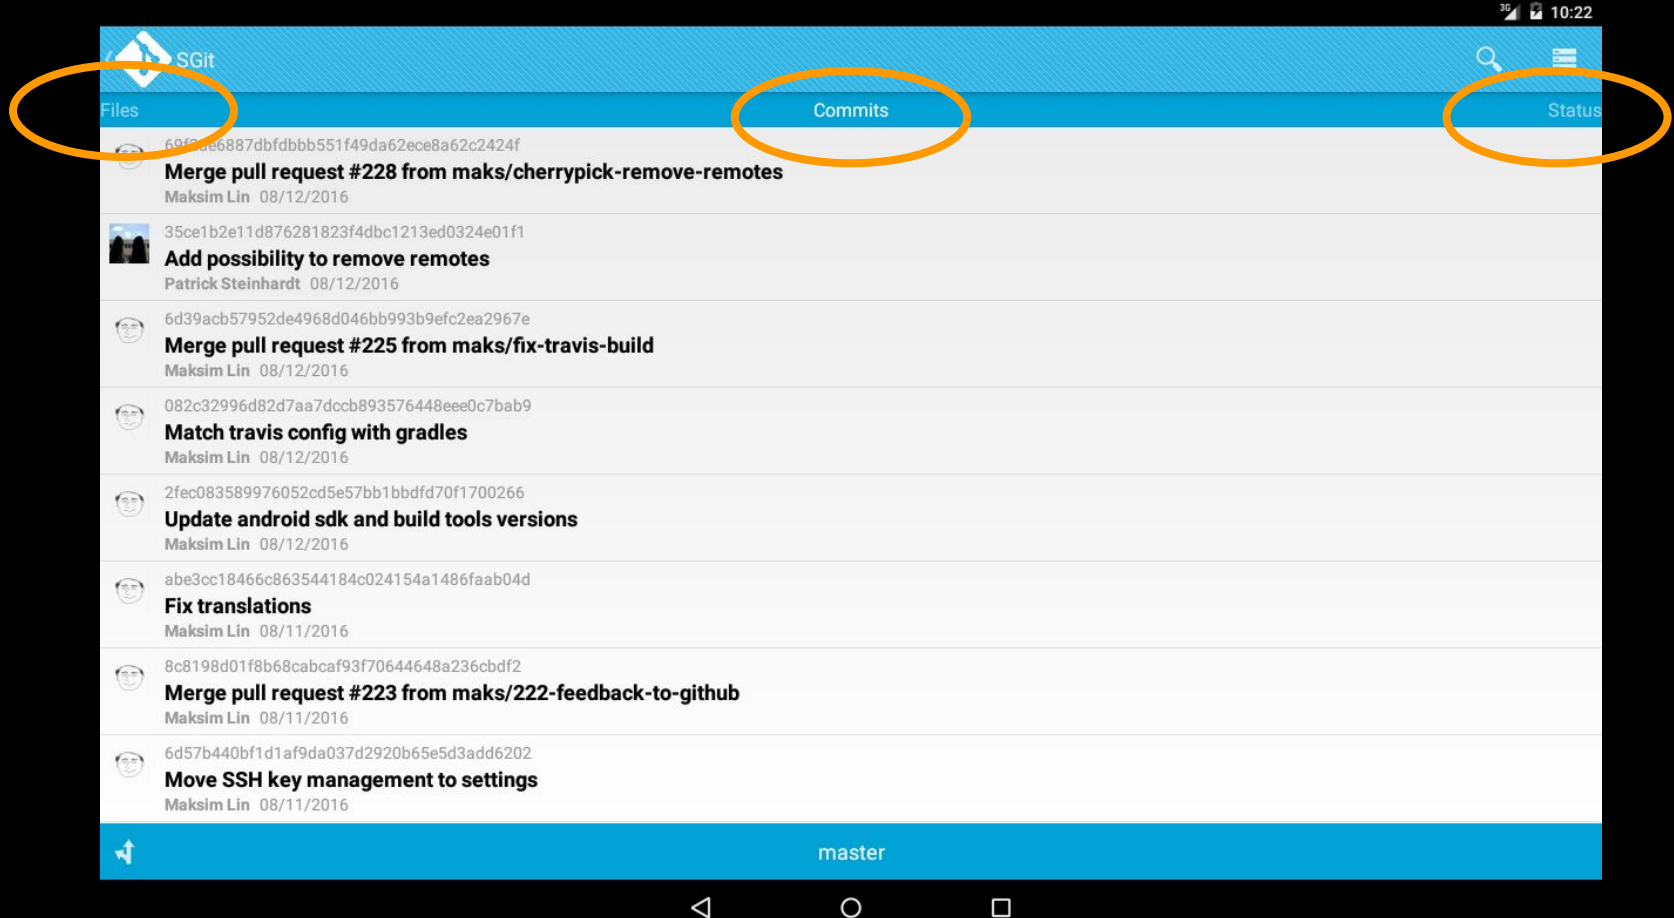 3G 10:22
SGit
Files Commits Status
69f2de6887dbfdbbb551f49da62ece8a62c2424f
Merge pull request #228 from maks/cherrypick-remove-remotes
Maksim Lin 08/12/2016
35ce1b2e11d876281823f4dbc1213ed0324e01f1
Add possibility to remove remotes
Patrick Steinhardt 08/12/2016
6d39acb57952de4968d046bb993b9efc2ea2967e
Merge pull request #225 from maks/fix-travis-build
Maksim Lin 08/12/2016
082c32996d82d7aa7dccb893576448eee0c7bab9
Match travis config with gradles
Maksim Lin 08/12/2016
2fec083589976052cd5e57bb1bbdfd70f1700266
Update android sdk and build tools versions
Maksim Lin 08/12/2016
abe3cc18466c863544184c024154a1486faab04d
Fix translations
Maksim Lin 08/11/2016
8c8198d01f8b68cabcaf93f70644648a236cbdf2
Merge pull request #223 from maks/222-feedback-to-github
Maksim Lin 08/11/2016
6d57b440bf1d1af9da037d2920b65e5d3add6202
Move SSH key management to settings
Maksim Lin 08/11/2016
master